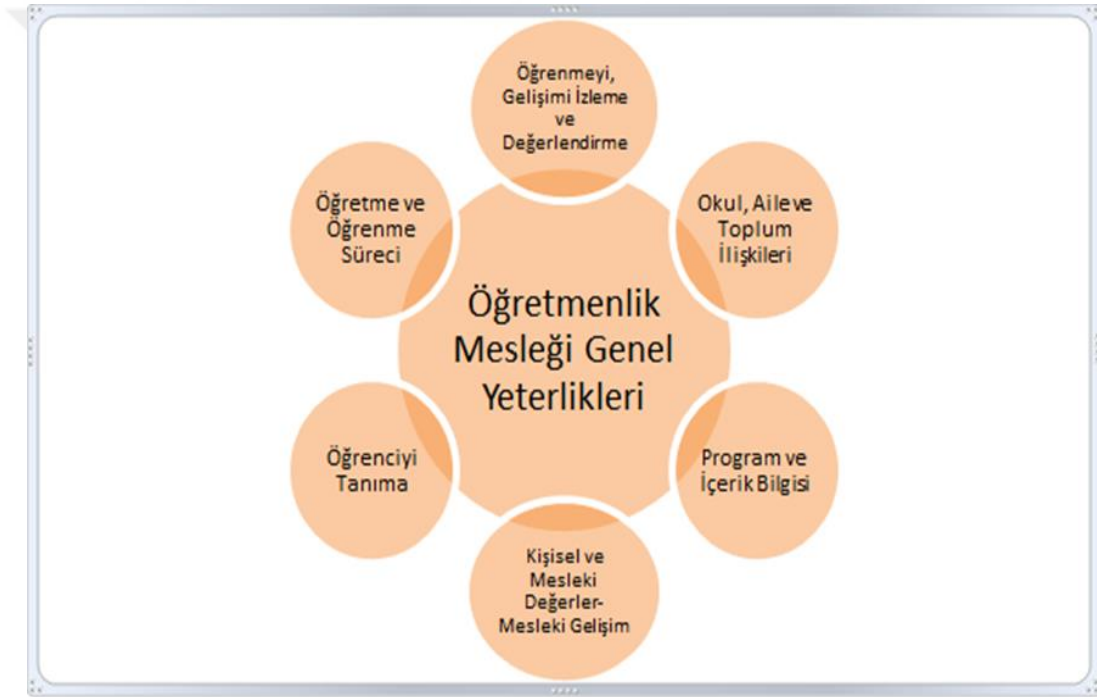 Öğrenmeyi,
Gelişimi İzleme
ve
Değerlendirme
Öğretme ve
Öğrenme
Süreci
Okul, Aile ve
Toplum
İlişkileri
Öğretmenlik
Mesleği Genel
Yeterlikleri
Öğrenciyi
Tanıma
Program ve
İçerik Bilgisi
Kişisel ve
Mesleki
Değerler-
Mesleki Gelişim